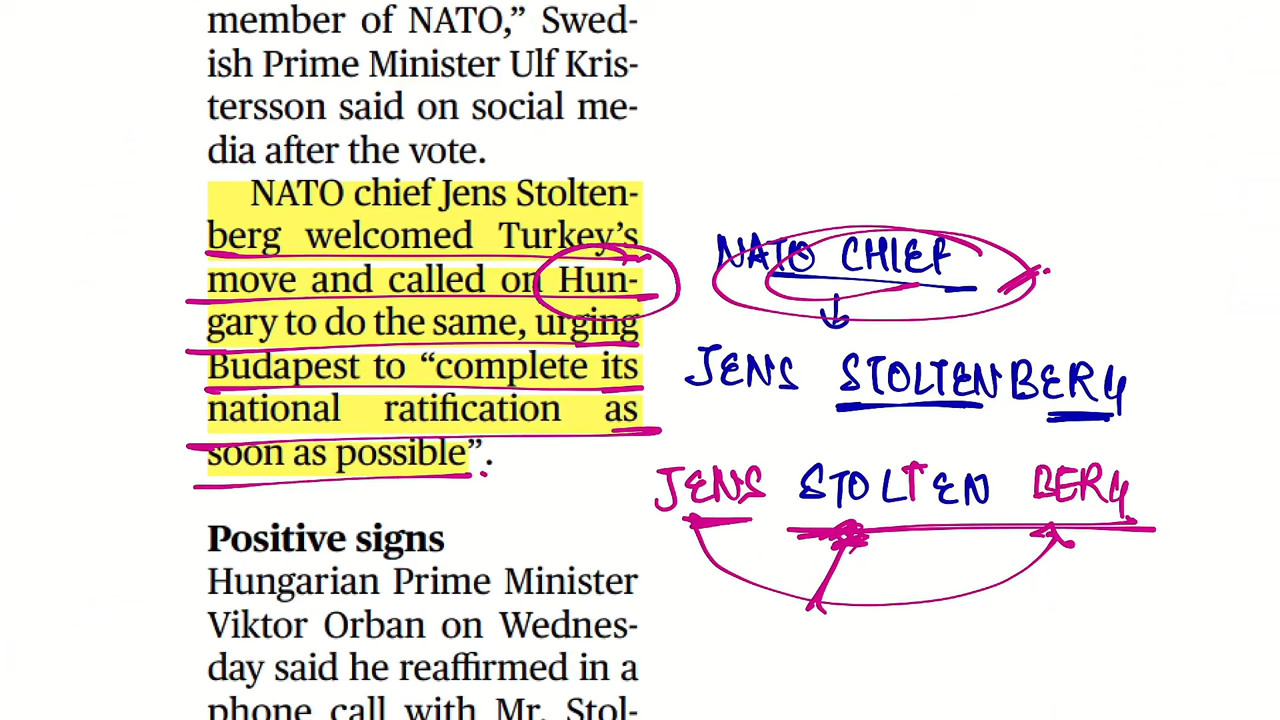 member of NATO,” Swed-
ish Prime Minister Ulf Kris-
tersson said on social me-
dia after the vote.
NATO chief Jens Stolten-
berg welcomed Turkey’s
move and called on Hun-
gary to do the same, urging
Budapest to “complete its
national ratification as
soon as possible”.
Positive signs
Hungarian Prime Minister
Viktor Orban on Wednes-
day said he reaffirmed in a
phone call with Mr. Stol-
NATO CHIEF
JENS STOLTENBERG
JENS STOLTEN BERG